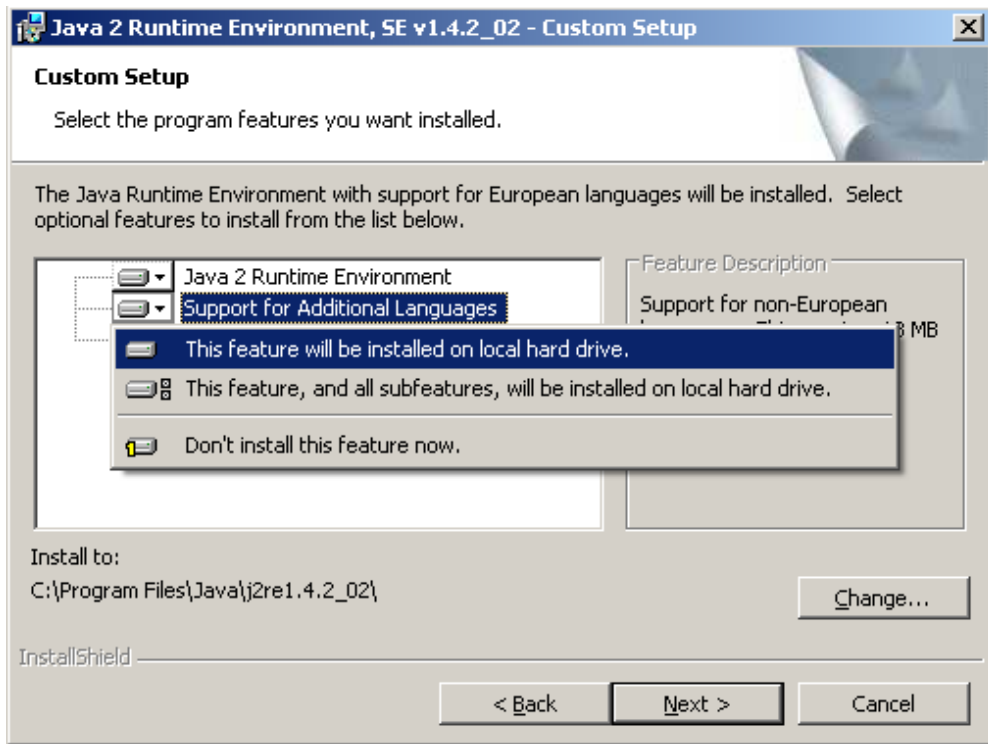 Java 2 Runtime Environment, SE v1.4.2_02 - Custom Setup
Custom Setup
Select the program features you want installed.
The Java Runtime Environment with support for European languages will be installed. Select
optional features to install from the list below.
Java 2 Runtime Environment
Support for Additional Languages
Feature Description
Support for non-European
MB
This feature will be installed on local hard drive.
This feature, and all subfeatures, will be installed on local hard drive.
Don't install this feature now.
Install to:
C:\Program Files\Java\j2re1.4.2_02\
Change...
InstallShield
< Back
Next >
Cancel